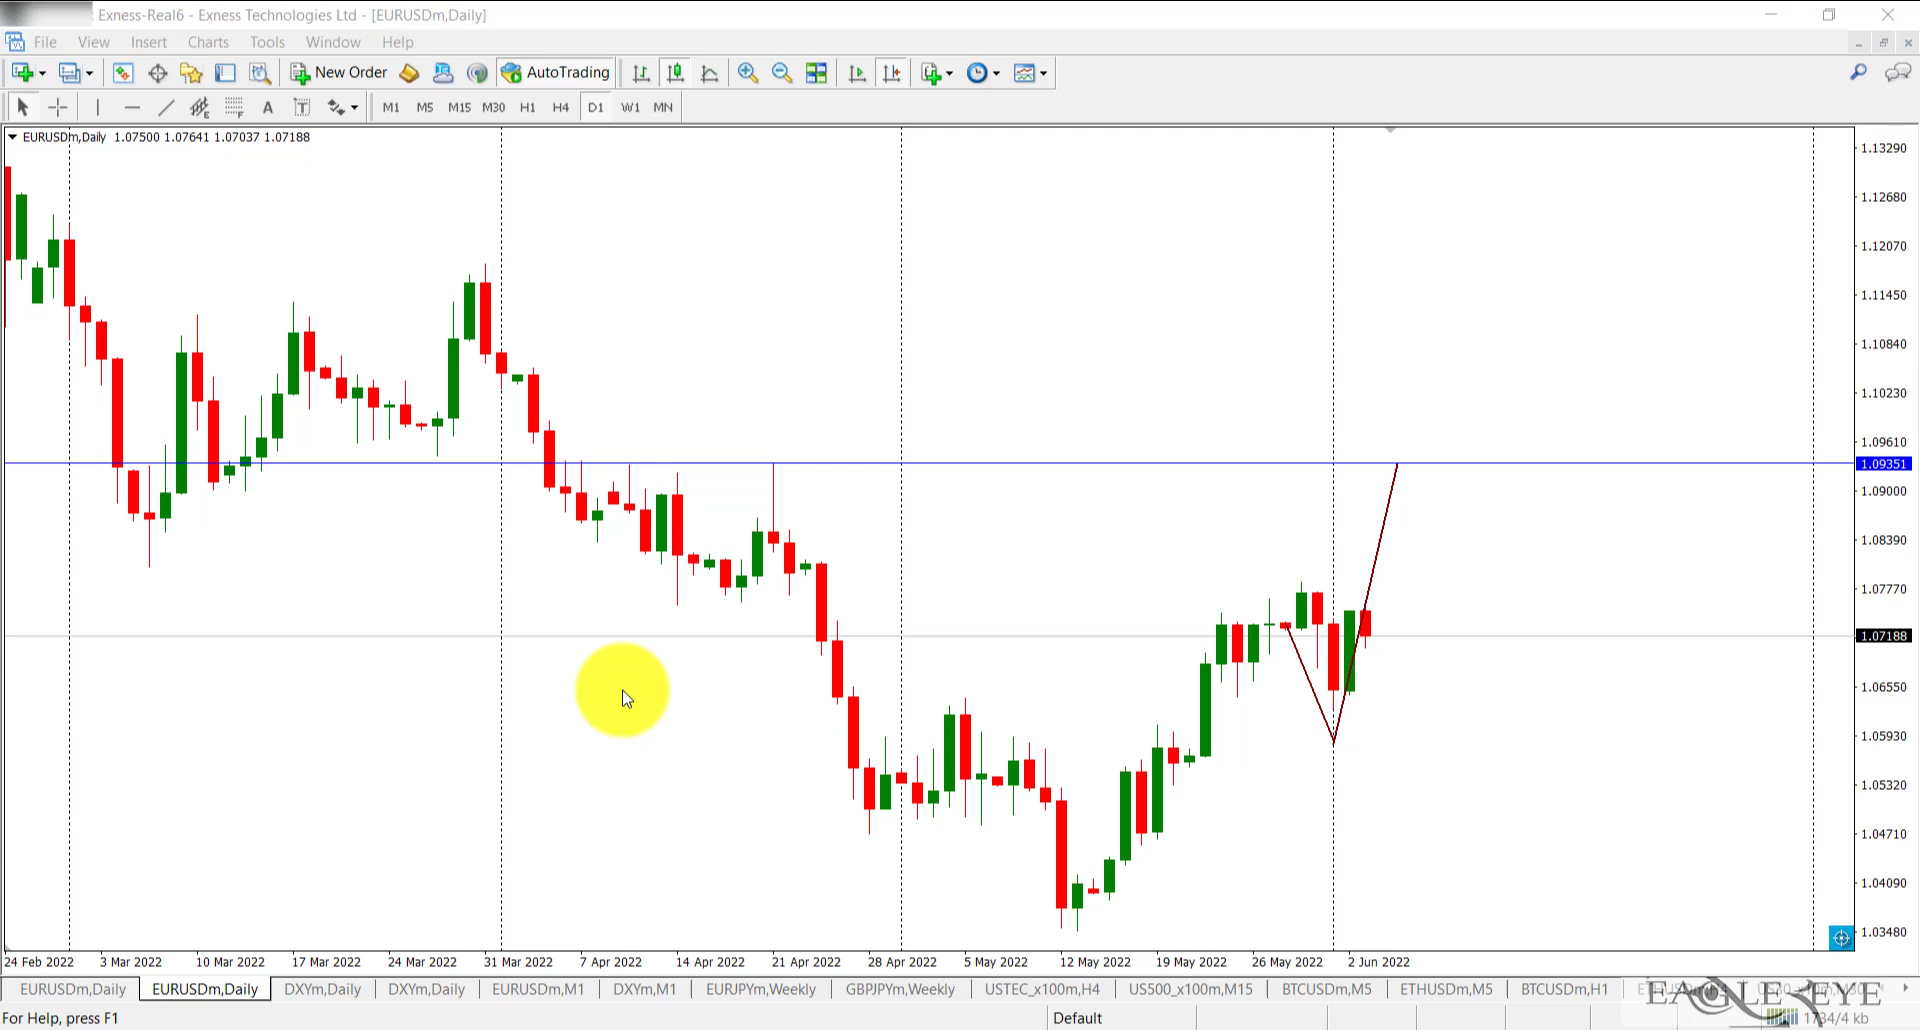 Exness-Real6 - Exness Technologies Ltd - [EURUSDm,Daily]
File View Insert Charts Tools Window Help
New Order AutoTrading
A T M1 M5 M15 M30 H1 H4 D1 W1 MN
EURUSDm,Daily 1.07500 1.07641 1.07037 1.07188
1.13290
1.12680
1.12070
1.11450
1.10840
1.10230
1.09610
1.09351
1.09000
1.08390
1.07770
1.07188
1.06550
1.05930
1.05320
1.04710
1.04090
1.03480
24 Feb 2022 3 Mar 2022 10 Mar 2022 17 Mar 2022 24 Mar 2022 31 Mar 2022 7 Apr 2022 14 Apr 2022 21 Apr 2022 28 Apr 2022 5 May 2022 12 May 2022 19 May 2022 26 May 2022 2 Jun 2022
EURUSDm,Daily EURUSDm,Daily DXYm,Daily DXYm,Daily EURUSDm,M1 DXYm,M1 EURJPYm,Weekly GBPJPYm,Weekly USTEC_x100m,H4 US500_x100m,M15 BTCUSDm,M5 ETHUSDm,M5 BTCUSDm,H1
EAGLE EYE
For Help, press F1 Default 1734/4 kb